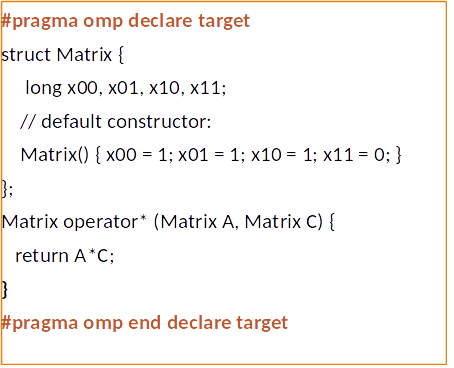 #pragma omp declare target
struct Matrix {
long x00, x01, x10, x11;
// default constructor:
Matrix() { x00 = 1; x01 = 1; x10 = 1; x11 = 0; }
};
Matrix operator* (Matrix A, Matrix C) {
return A*C;
}
#pragma omp end declare target